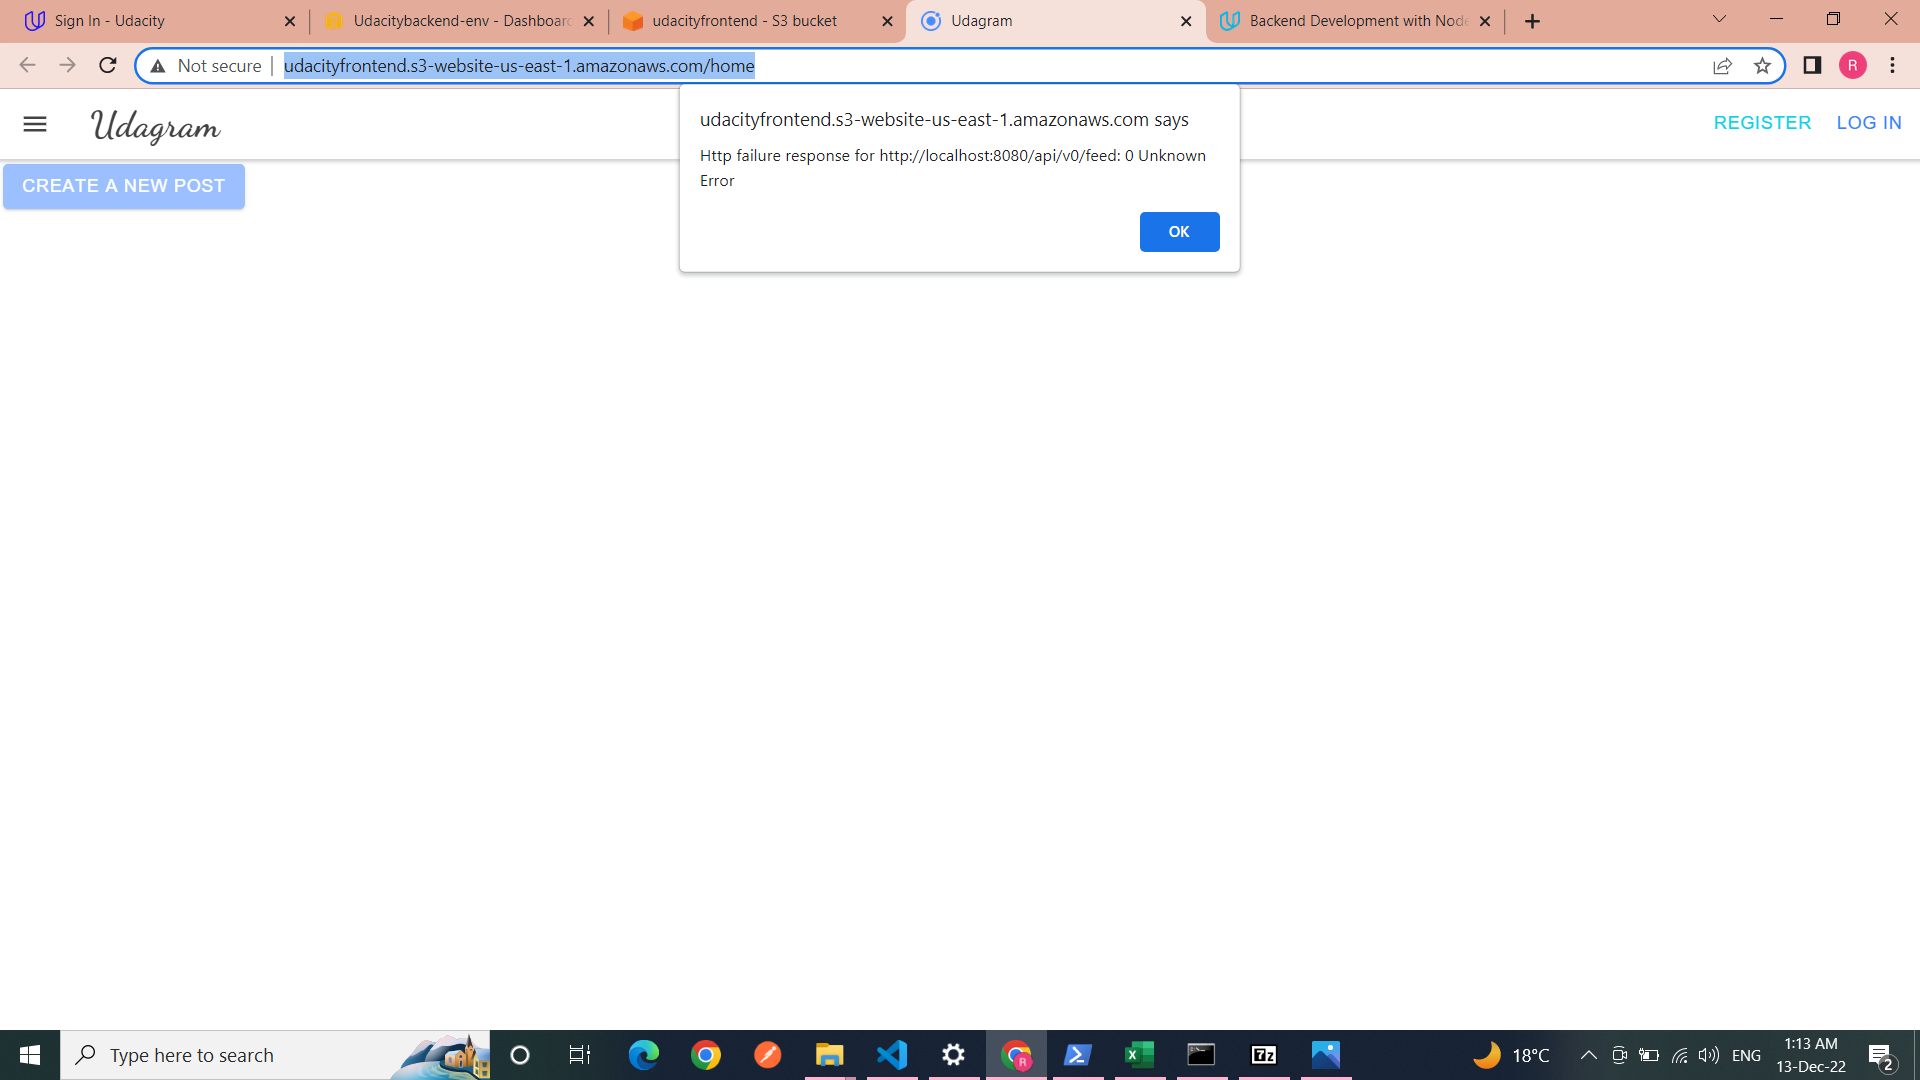 Sign In - Udacity
Udacitybackend-env - Dashboard
udacityfrontend - S3 bucket
Udagram
Backend Development with Node
Not secure
udacityfrontend.s3-website-us-east-1.amazonaws.com/home
R
Udagram
REGISTER
LOG IN
CREATE A NEW POST
udacityfrontend.s3-website-us-east-1.amazonaws.com says
Http failure response for http://localhost:8080/api/v0/feed: 0 Unknown
Error
OK
Type here to search
R
7z
18°C
ENG
1:13 AM
13-Dec-22
2